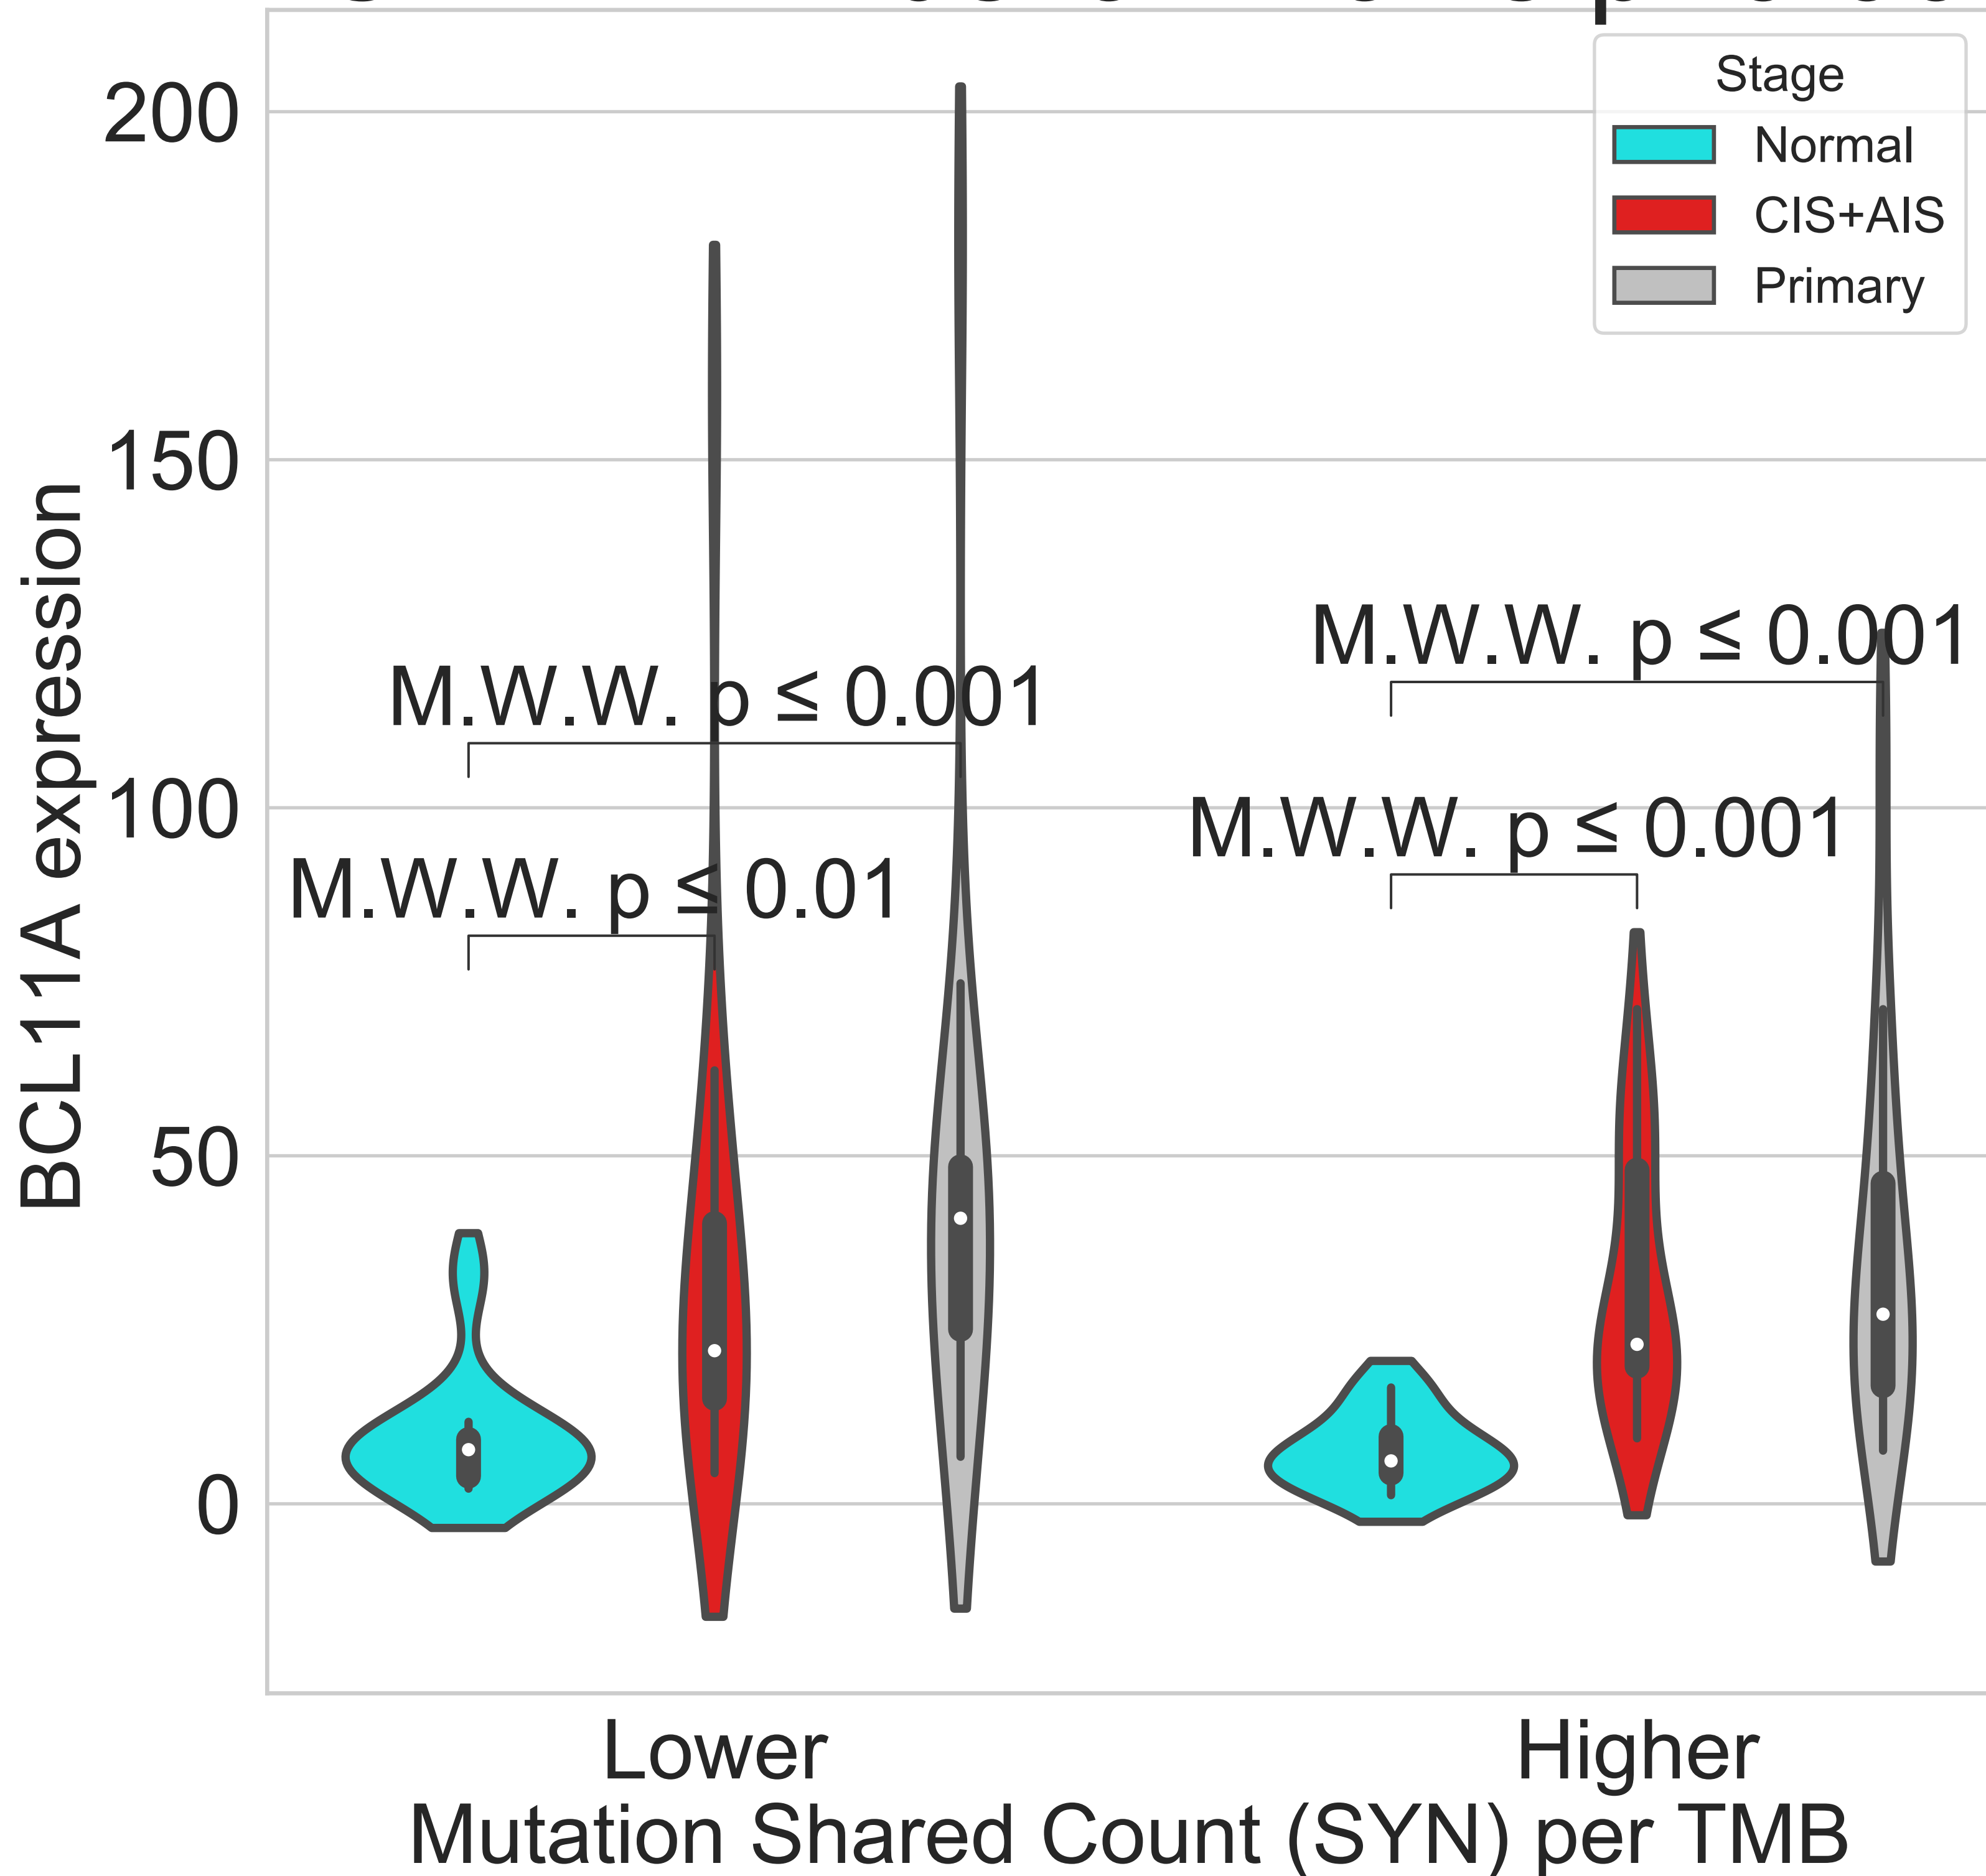 Stage
Normal
CIS+AIS
Primary
200
150
100
50
0
BCL11A expression
M.W.W. p ≤ 0.001
M.W.W. p ≤ 0.01
M.W.W. p ≤ 0.001
M.W.W. p ≤ 0.001
Lower
Higher
Mutation Shared Count (SYN) per TMB